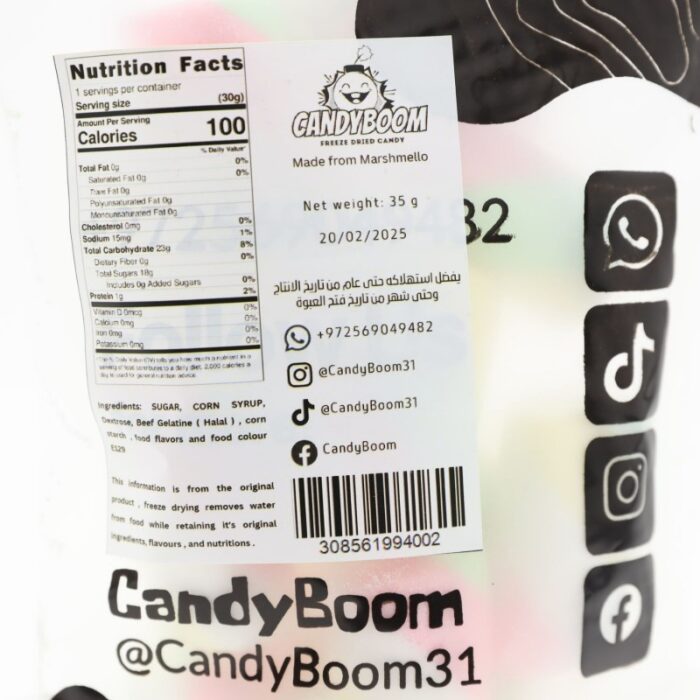 Nutrition Facts
1 servings per container
Serving size (30g)
Amount Per Serving
Calories 100
% Daily Value*
Total Fat 0g 0%
Saturated Fat 0g 0%
Trans Fat 0g
Polyunsaturated Fat 0g
Monounsaturated Fat 0g
Cholesterol 0mg 0%
Sodium 15mg 1%
Total Carbohydrate 23g 8%
Dietary Fiber 0g 0%
Total Sugars 18g
Includes 0g Added Sugars 0%
Protein 1g 2%
Vitamin D 0mcg 0%
Calcium 0mg 0%
Iron 0mg 0%
Potassium 0mg 0%
Ingredients: SUGAR, CORN SYRUP,
Dextrose, Beef Gelatine ( Halal ) , corn
starch , food flavors and food colour
E129
This information is from the original
product , freeze drying removes water
from food while retaining it's original
ingredients, flavours , and nutritions .
CANDYBOOM
FREEZE DRIED CANDY
Made from Marshmello
Net weight: 35 g
20/02/2025
يفضل استهلاكه حتى عام من تاريخ الانتاج
وحتى شهر من تاريخ فتح العبوة
+972569049482
@CandyBoom31
@CandyBoom31
CandyBoom
308561994002
82
CandyBoom
@CandyBoom31